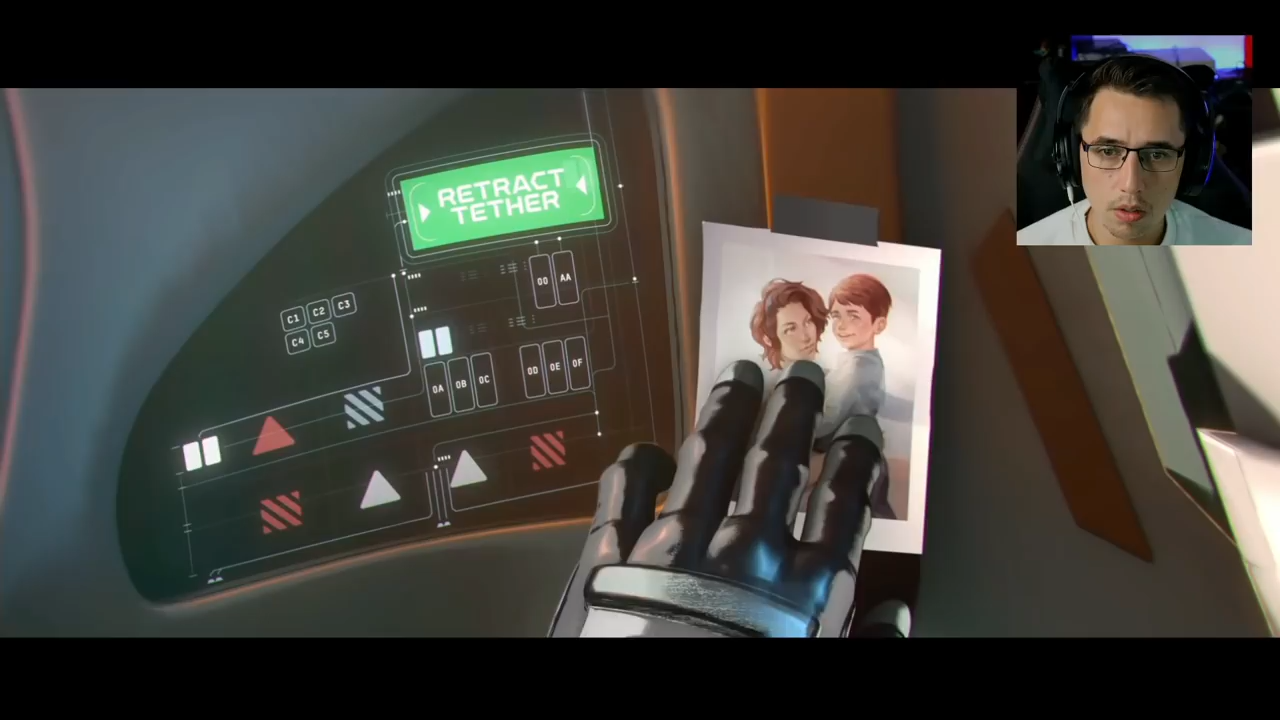 RETRACT
TETHER
00 AA
C1 C2 C3
C4 C5
0A 0B 0C 0D 0E 0F